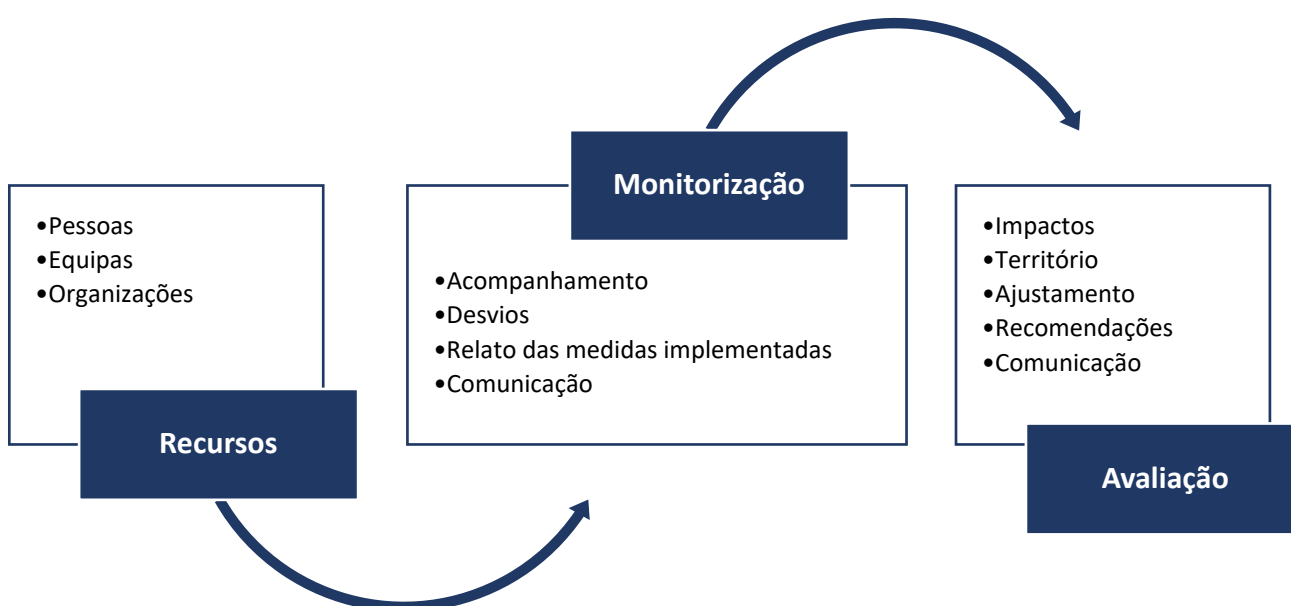 •Pessoas
•Equipas
•Organizações
Recursos
Monitorização
•Acompanhamento
•Desvios
•Relato das medidas implementadas
•Comunicação
•Impactos
•Território
•Ajustamento
•Recomendações
•Comunicação
Avaliação